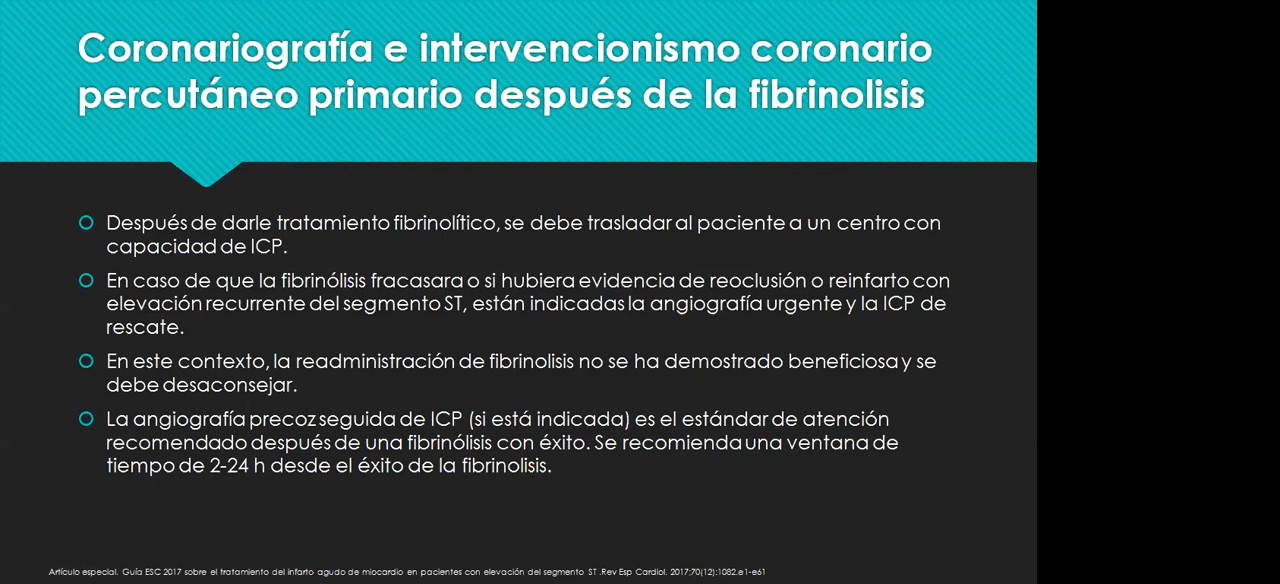 Coronariografía e intervencionismo coronario
percutáneo primario después de la fibrinolisis
Después de darle tratamiento fibrinolítico, se debe trasladar al paciente a un centro con
capacidad de ICP.
En caso de que la fibrinólisis fracasara o si hubiera evidencia de reoclusión o reinfarto con
elevación recurrente del segmento ST, están indicadas la angiografía urgente y la ICP de
rescate.
En este contexto, la readministración de fibrinolisis no se ha demostrado beneficiosa y se
debe desaconsejar.
La angiografía precoz seguida de ICP (si está indicada) es el estándar de atención
recomendado después de una fibrinólisis con éxito. Se recomienda una ventana de
tiempo de 2-24 h desde el éxito de la fibrinolisis.
Artículo especial. Guía ESC 2017 sobre el tratamiento del infarto agudo de miocardio en pacientes con elevación del segmento ST .Rev Esp Cardiol. 2017;70(12):1082.e1-e61